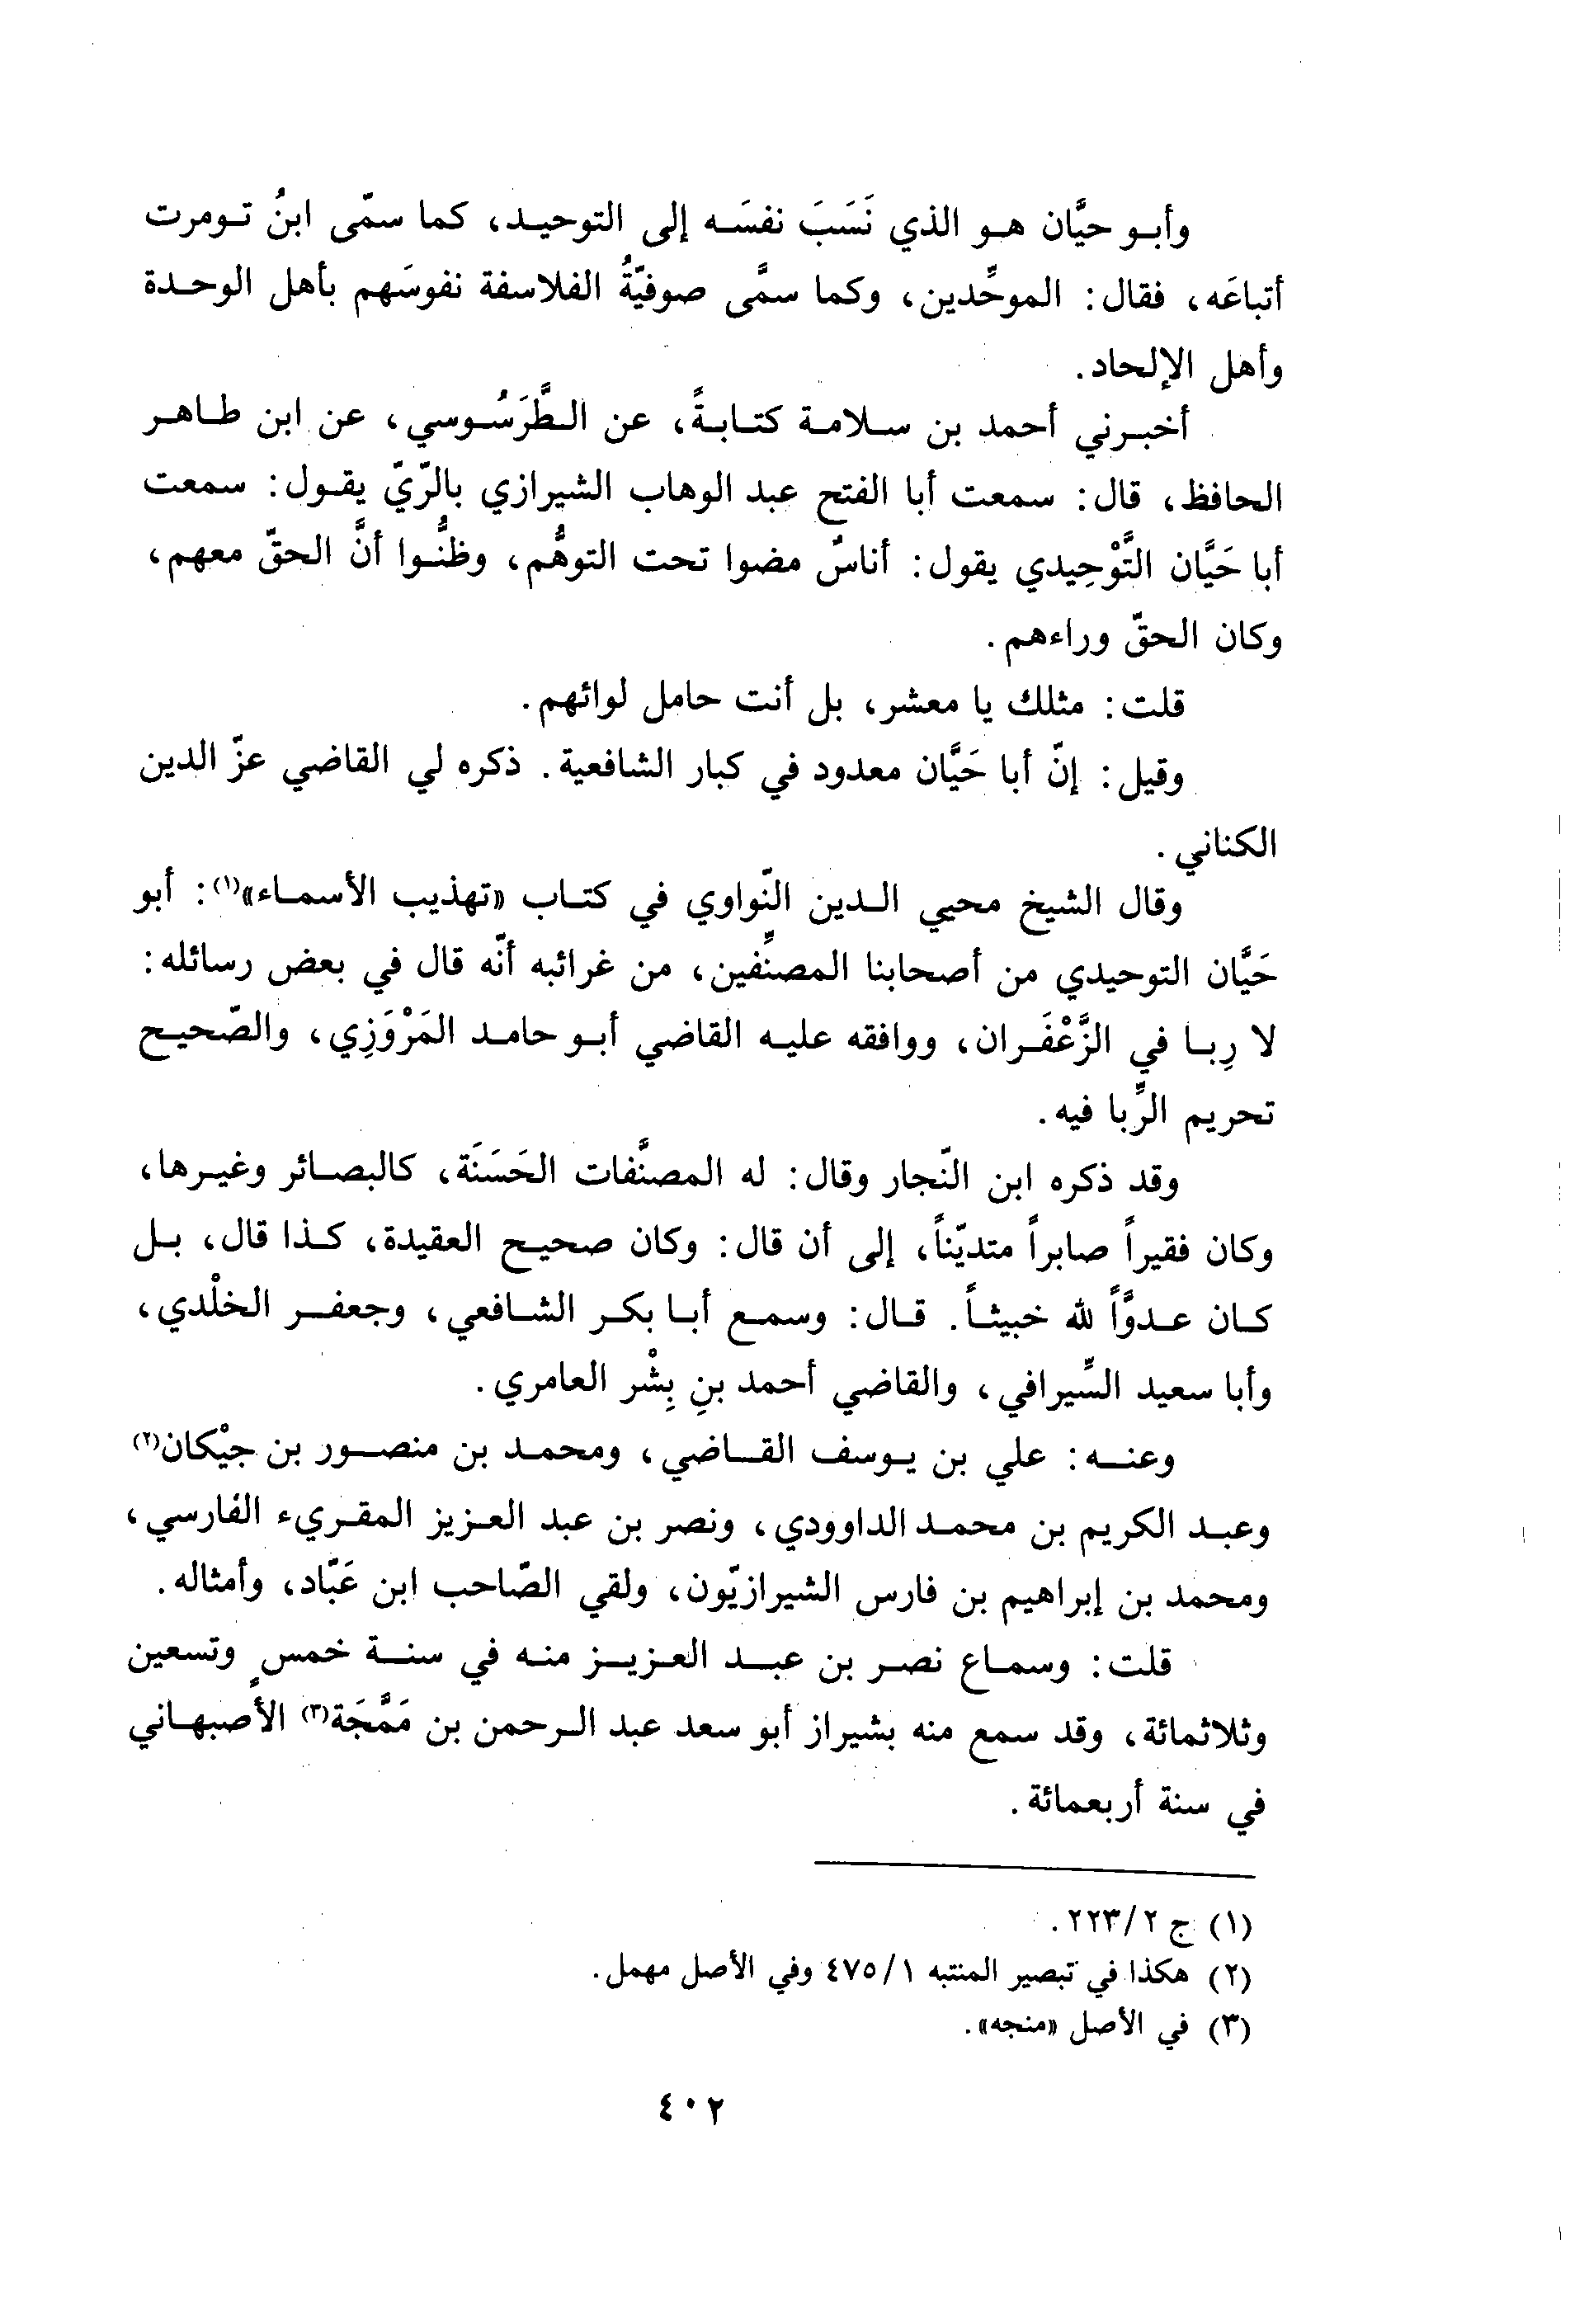 وأبو حيَّان هو الذي نَسَبَ نفسَه إلى التوحيد، كما سمّى ابنُ تومرت
أتباعَه، فقال: الموحِّدين، وكما سمَّى صوفيّةُ الفلاسفة نفوسَهم بأهل الوحدة
وأهل الإلحاد.
أخبرني أحمد بن سلامة كتابةً، عن الطَّرَسُوسي، عن ابن طاهر
الحافظ، قال: سمعت أبا الفتح عبد الوهاب الشيرازي بالرّيّ يقول: سمعت
أبا حَيَّان التَّوْحِيدي يقول: أناسٌ مضوا تحت التوهُّم، وظنُّوا أنَّ الحقّ معهم،
وكان الحقّ وراءهم.
قلت: مثلك يا معشر، بل أنت حامل لوائهم.
وقيل: إنّ أبا حَيَّان معدود في كبار الشافعية. ذكره لي القاضي عزّ الدين
الكناني.
وقال الشيخ محيي الدين النّواوي في كتاب «تهذيب الأسماء»(١): أبو
حَيَّان التوحيدي من أصحابنا المصنِّفين، من غرائبه أنّه قال في بعض رسائله:
لا رِبا في الزَّعْفَران، ووافقه عليه القاضي أبو حامد المَرْوَزِي، والصّحيح
تحريم الرِّبا فيه.
وقد ذكره ابن النّجار وقال: له المصنَّفات الحَسَنَة، كالبصائر وغيرها،
وكان فقيراً صابراً متديّناً، إلى أن قال: وكان صحيح العقيدة، كذا قال، بل
كان عدوَّاً لله خبيثاً. قال: وسمع أبا بكر الشافعي، وجعفر الخلْدي،
وأبا سعيد السِّيرافي، والقاضي أحمد بنِ بِشْر العامري.
وعنه: علي بن يوسف القاضي، ومحمد بن منصور بن جيْكان(٢)
وعبد الكريم بن محمد الداوودي، ونصر بن عبد العزيز المقريء الفارسي،
ومحمد بن إبراهيم بن فارس الشيرازيّون، ولقي الصّاحب ابن عَبّاد، وأمثاله.
قلت: وسماع نصر بن عبد العزيز منه في سنة خمسٍ وتسعين
وثلاثمائة، وقد سمع منه بشيراز أبو سعد عبد الرحمن بن مَمَّجَة(٣) الأصبهاني
في سنة أربعمائة.
(١) ج ٢/٢٢٣.
(٢) هكذا في تبصير المنتبه ٤٧٥/١ وفي الأصل مهمل.
(٣) في الأصل «منجه».
٤٠٢